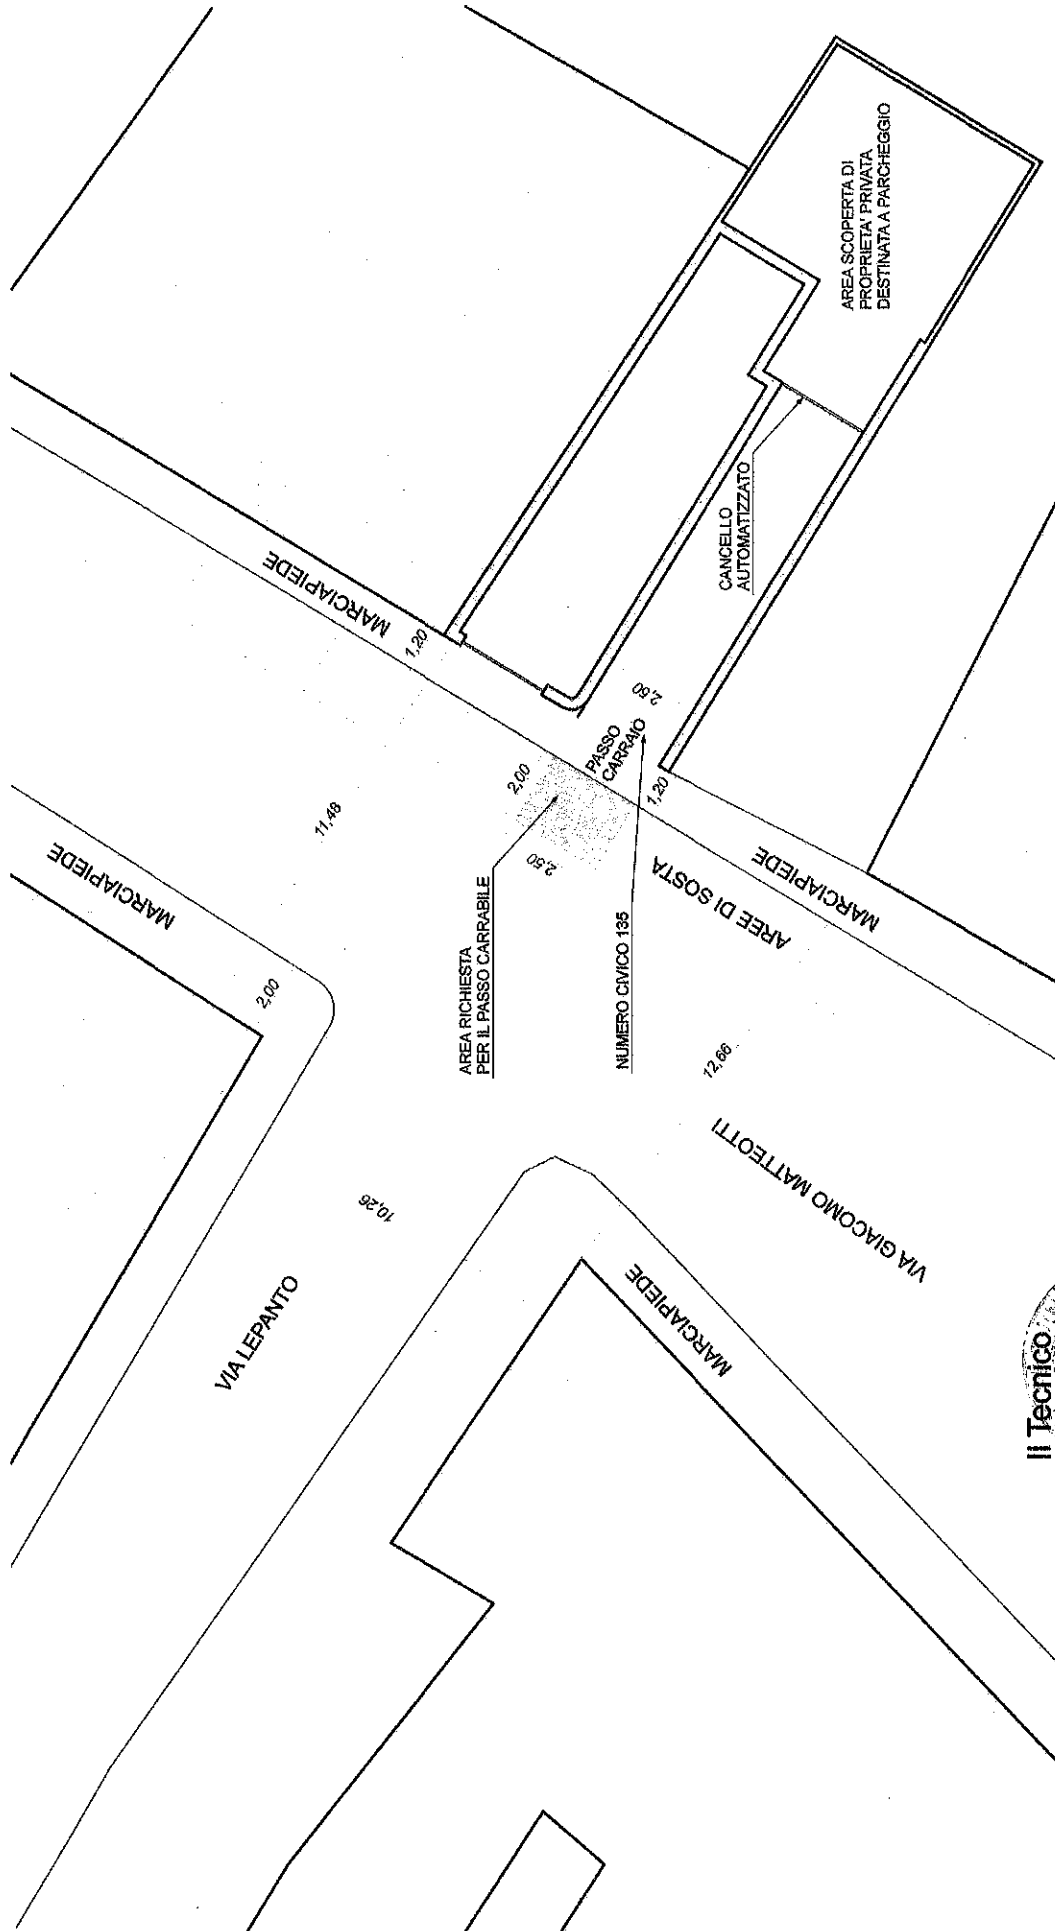 AREA SCOPERTA DI
PROPRIETA' PRIVATA
DESTINATA A PARCHEGGIO
CANCELLO
AUTOMATIZZATO
MARCIAPIEDE
1,20
2,60
PASSO
CARRAIO
1,20
2,00
2,50
11,48
MARCIAPIEDE
2,00
AREA RICHIESTA
PER IL PASSO CARRABILE
NUMERO CIVICO 135
AREE DI SOSTA
MARCIAPIEDE
12,66
VIA GIACOMO MATTEOTTI
10,26
VIA LEPANTO
MARCIAPIEDE
Il Tecnico